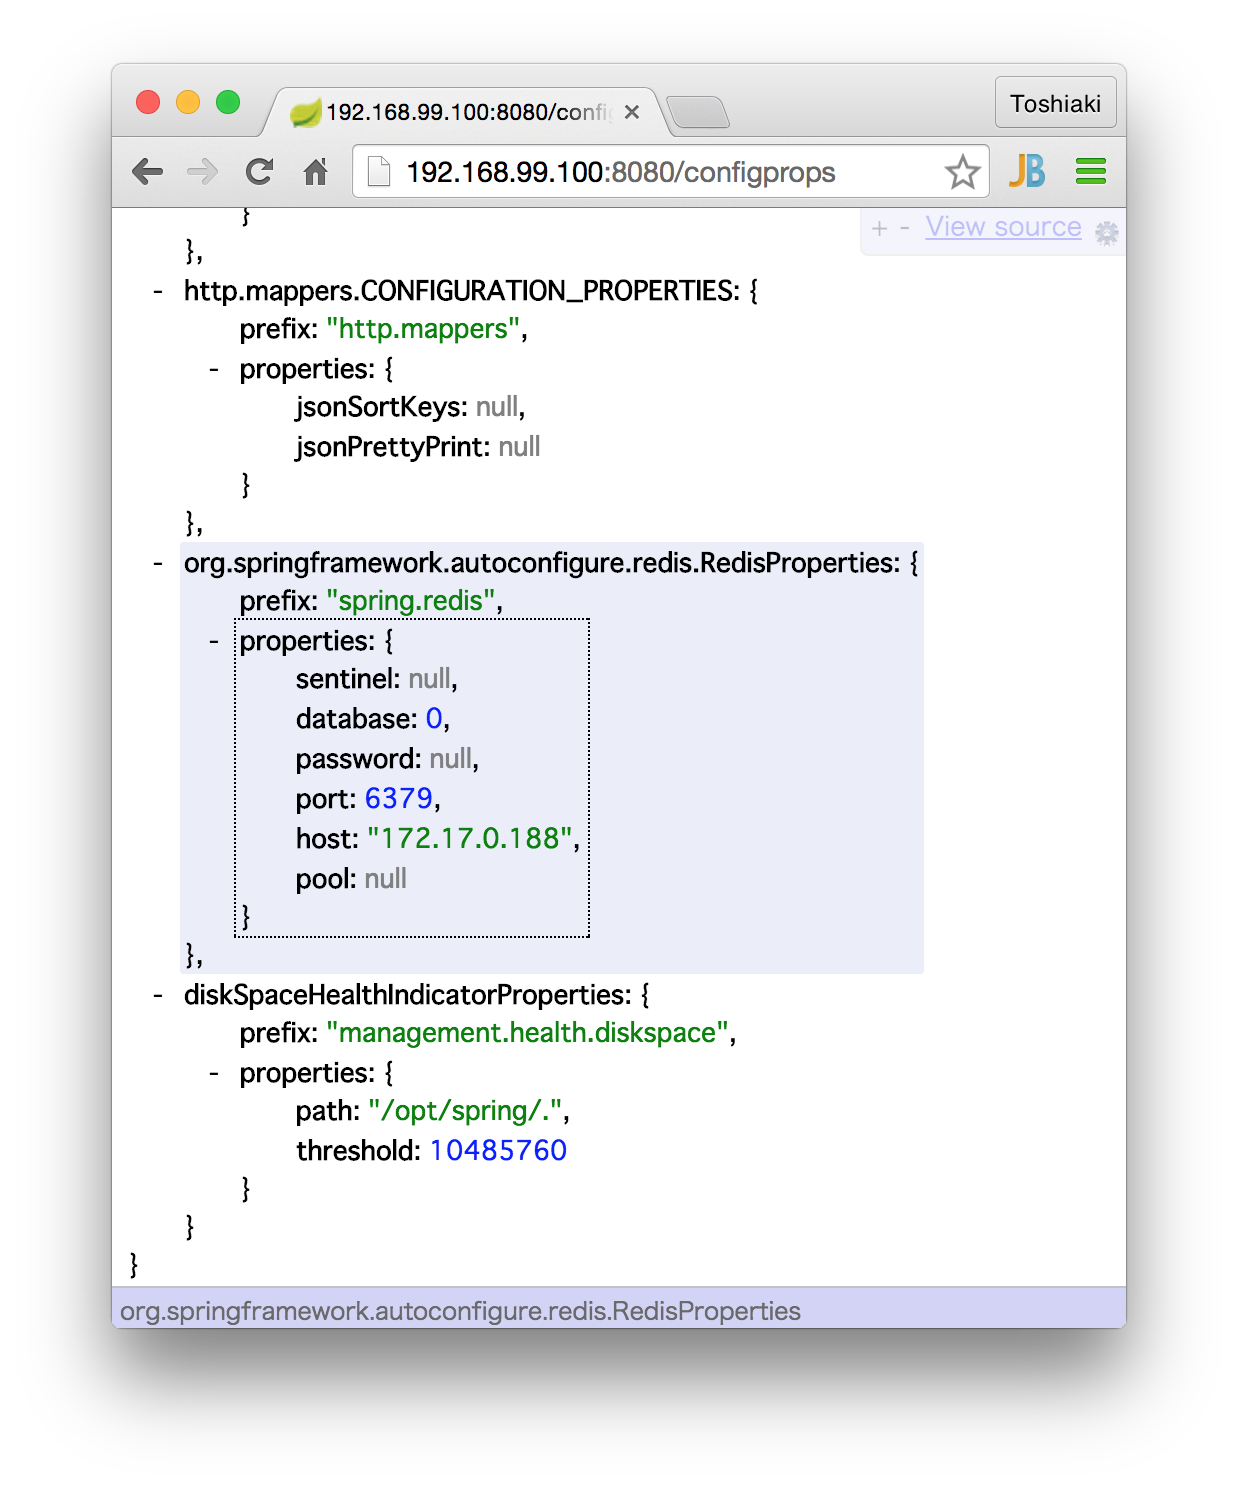 192.168.99.100:8080/config
Toshiaki
192.168.99.100:8080/configprops
JB
}
+ - View source
},
- http.mappers.CONFIGURATION_PROPERTIES: {
prefix: "http.mappers",
- properties: {
jsonSortKeys: null,
jsonPrettyPrint: null
}
},
- org.springframework.autoconfigure.redis.RedisProperties: {
prefix: "spring.redis",
- properties: {
sentinel: null,
database: 0,
password: null,
port: 6379,
host: "172.17.0.188",
pool: null
}
},
- diskSpaceHealthIndicatorProperties: {
prefix: "management.health.diskspace",
- properties: {
path: "/opt/spring/.",
threshold: 10485760
}
}
}
org.springframework.autoconfigure.redis.RedisProperties